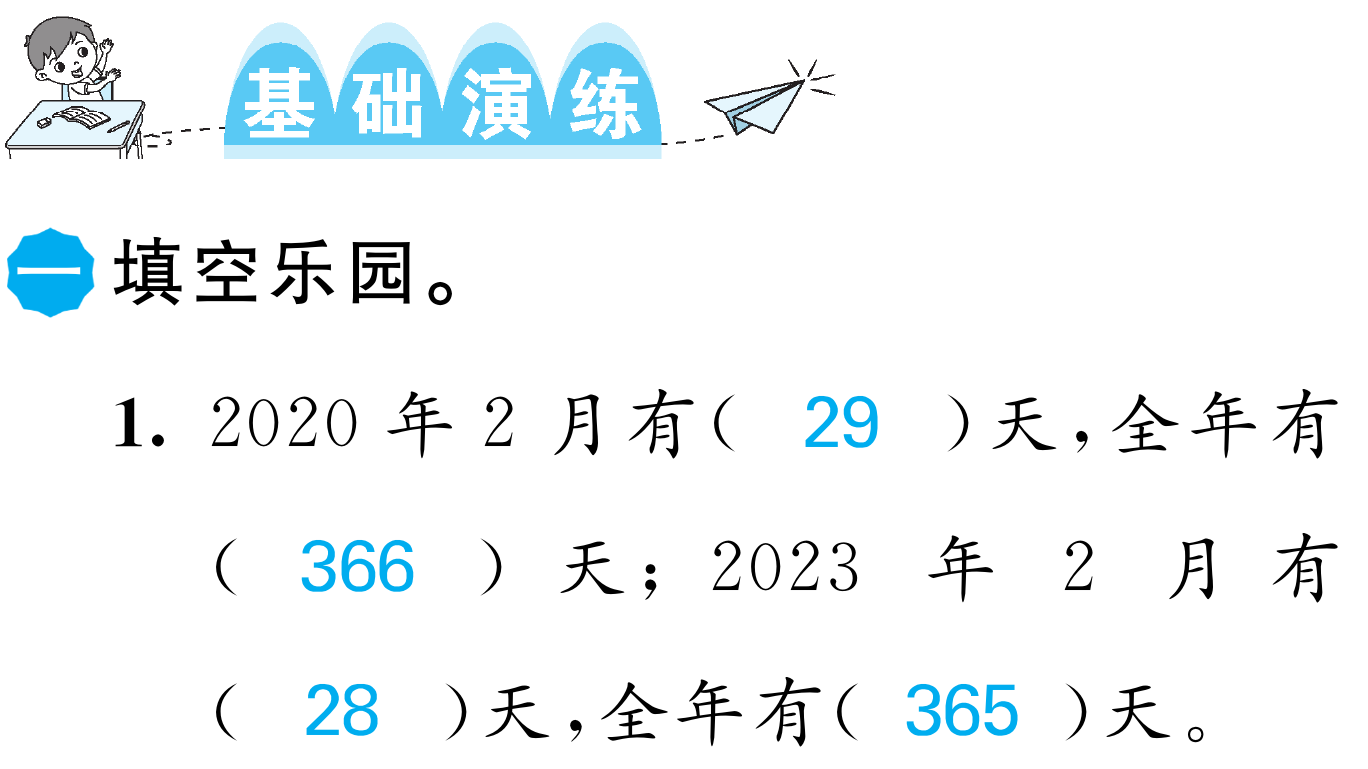 基础演练
一 填空乐园。
1. 2020 年 2 月有( 29 )天,全年有
( 366 ) 天; 2023 年 2 月 有
( 28 )天,全年有( 365 )天。